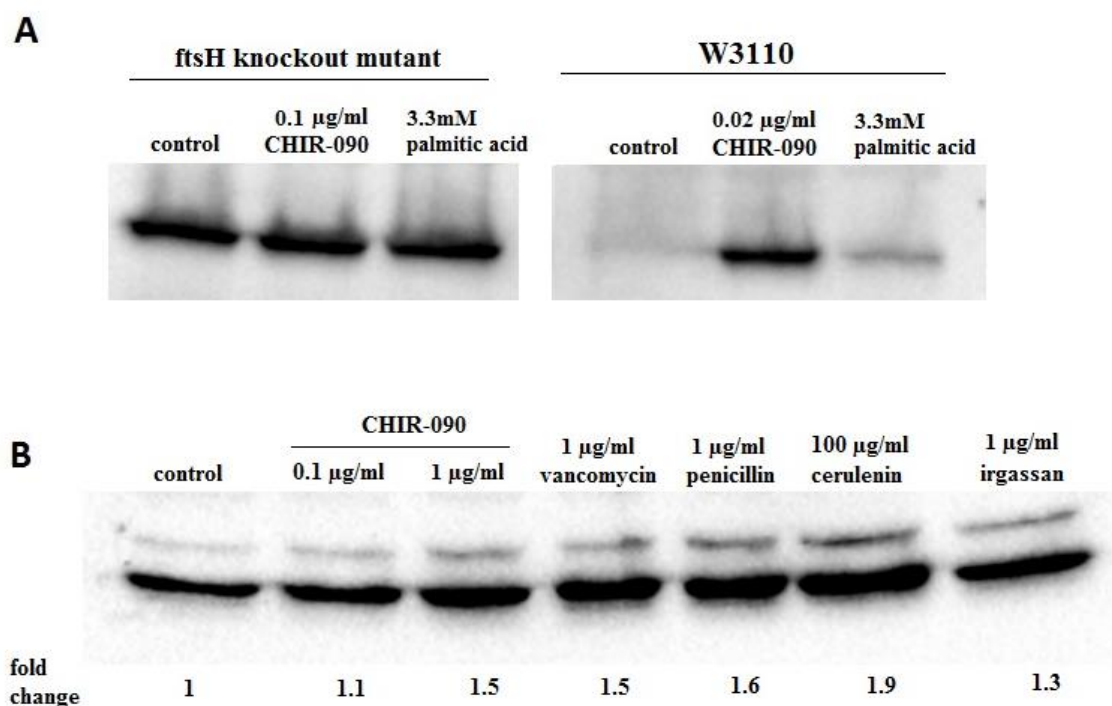 A
ftsH knockout mutant
W3110
control
0.1 µg/ml
CHIR-090
3.3mM
palmitic acid
control
0.02 µg/ml
CHIR-090
3.3mM
palmitic acid
B
control
CHIR-090
0.1 µg/ml
1 µg/ml
1 µg/ml
vancomycin
1 µg/ml
penicillin
100 µg/ml
cerulenin
1 µg/ml
irgassan
fold
change
1
1.1
1.5
1.5
1.6
1.9
1.3